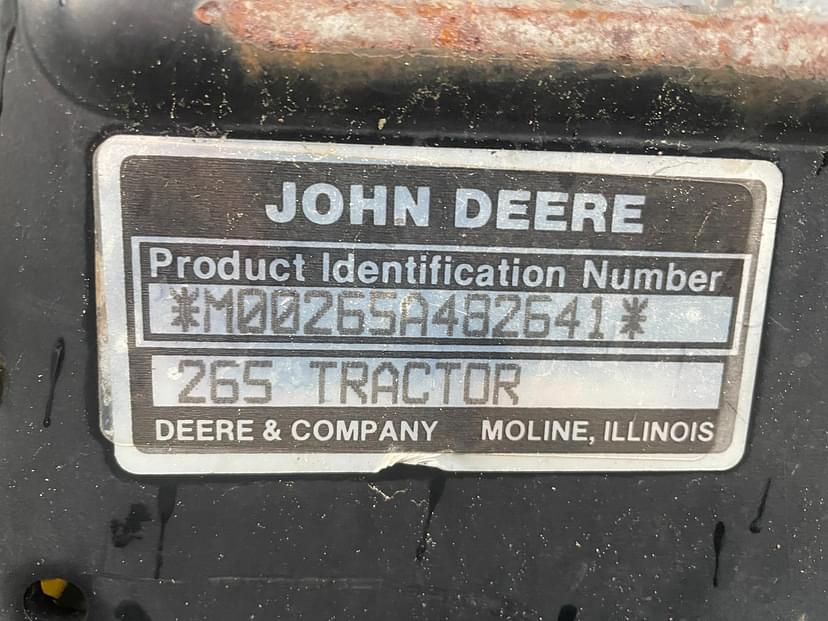 JOHN DEERE
Product Identification Number
*M00265A482641*
265 TRACTOR
DEERE & COMPANY MOLINE, ILLINOIS